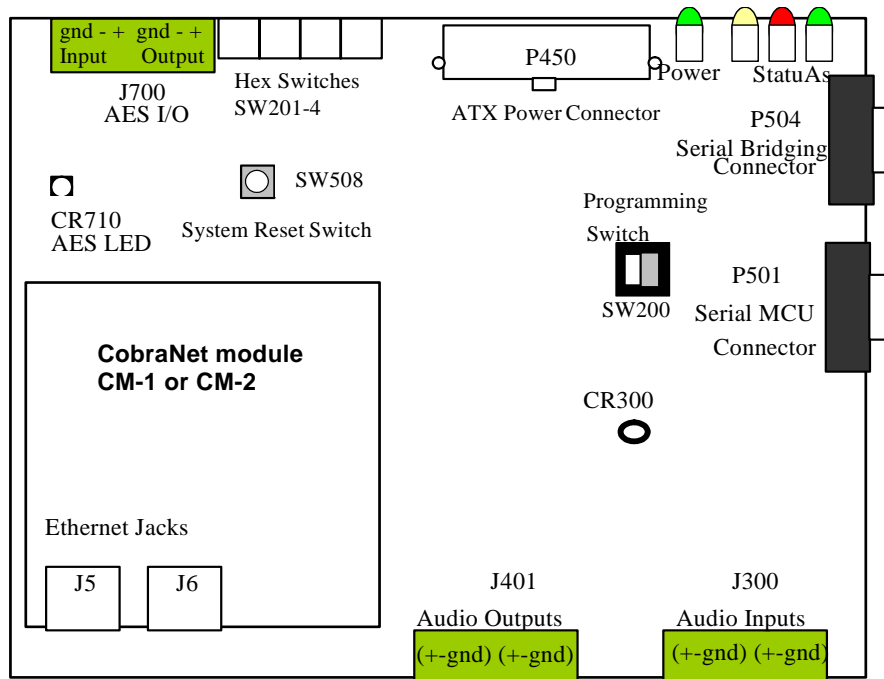 gnd - + gnd - +
Input Output
J700
AES I/O
Hex Switches
SW201-4
P450
ATX Power Connector
Power
StatuAs
P504
Serial Bridging
Connector
CR710
AES LED
SW508
System Reset Switch
Programming
Switch
SW200
P501
Serial MCU
Connector
CobraNet module
CM-1 or CM-2
CR300
Ethernet Jacks
J5
J6
J401
Audio Outputs
(+-gnd) (+-gnd)
J300
Audio Inputs
(+-gnd) (+-gnd)